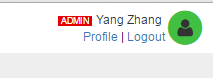 ADMIN Yang Zhang
Profile | Logout